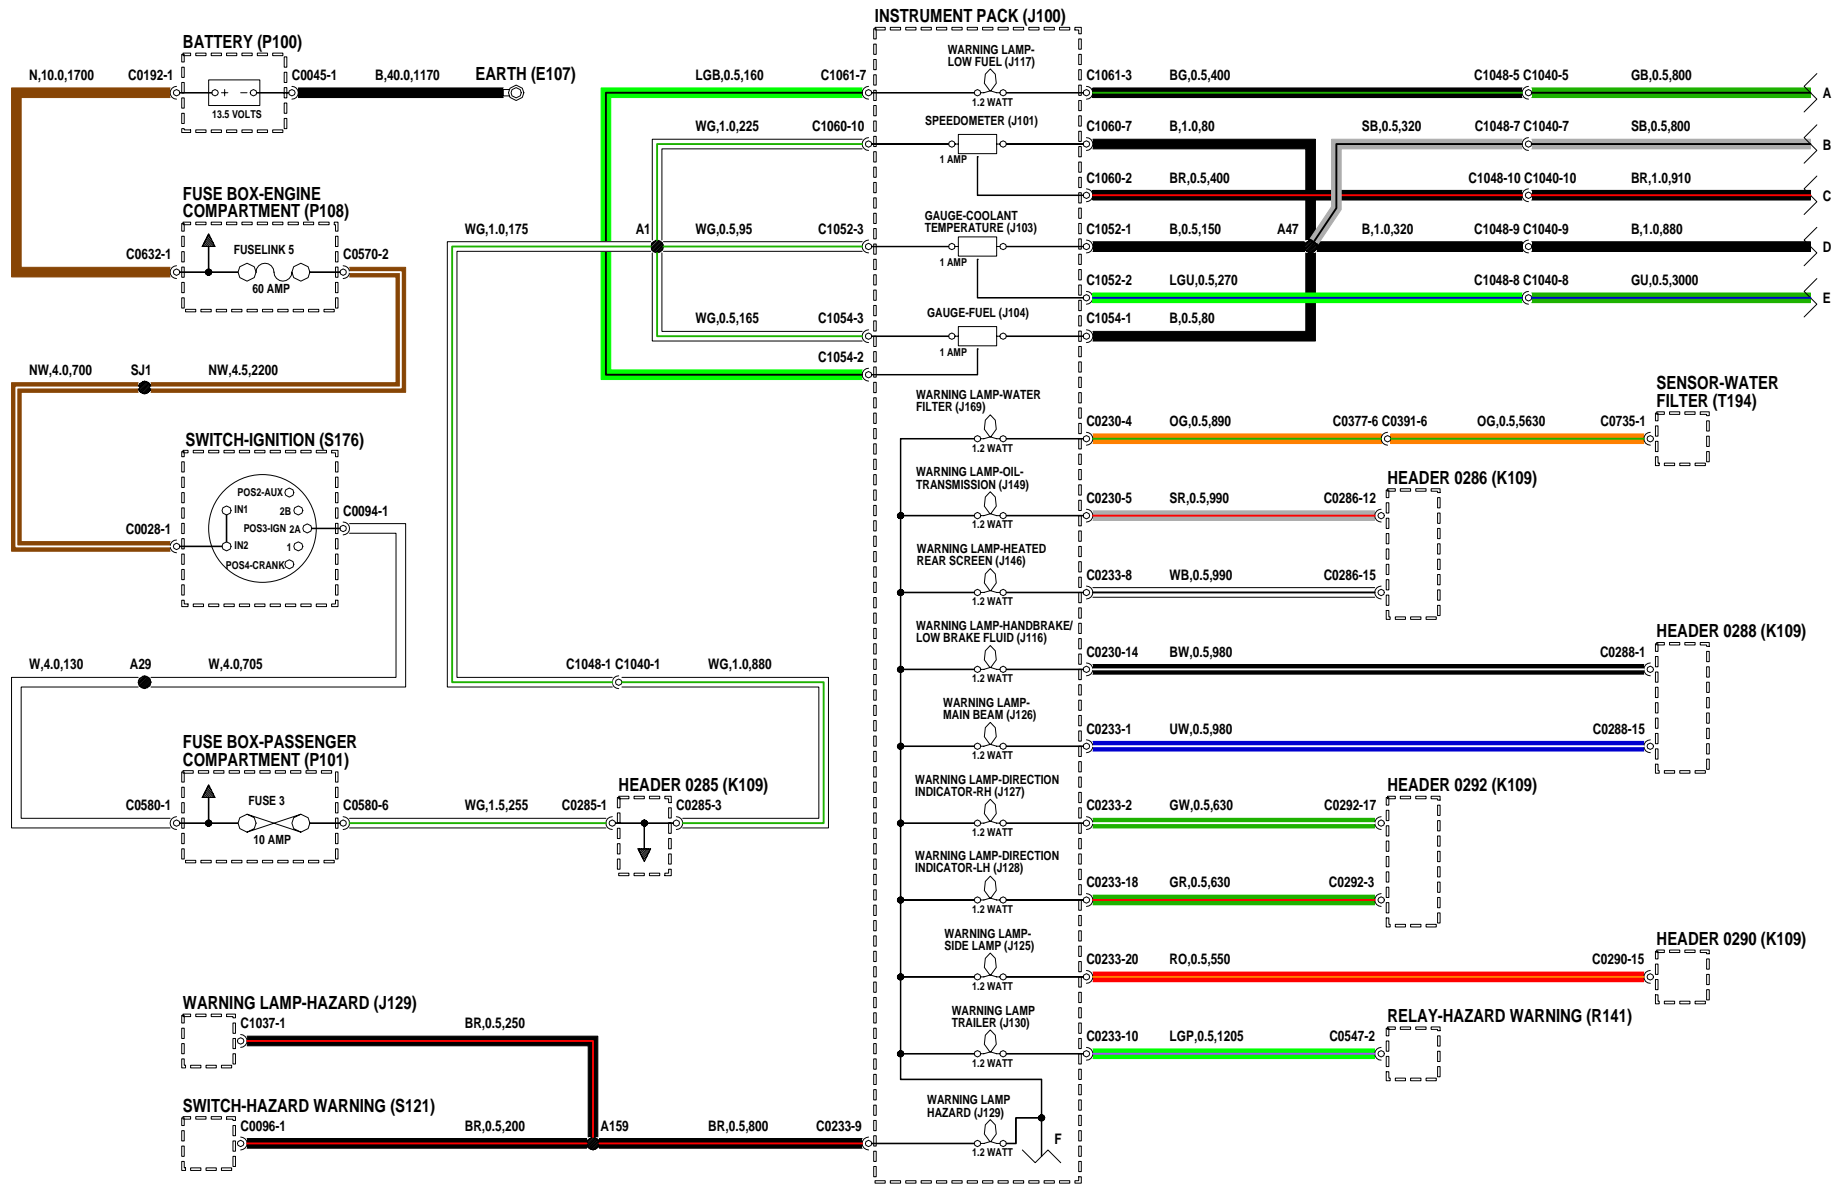 INSTRUMENT PACK (J100)
BATTERY (P100)
N,10.0,1700
C0192-1
C0045-1
B,40.0,1170
EARTH (E107)
+
−
13.5 VOLTS
FUSE BOX-ENGINE
COMPARTMENT (P108)
C0632-1
FUSELINK 5
60 AMP
C0570-2
NW,4.0,700
SJ1
NW,4.5,2200
SWITCH-IGNITION (S176)
POS2-AUX
IN1
2B
POS3-IGN
2A
IN2
1
POS4-CRANK
C0028-1
C0094-1
W,4.0,130
A29
W,4.0,705
FUSE BOX-PASSENGER
COMPARTMENT (P101)
C0580-1
FUSE 3
10 AMP
C0580-6
WG,1.5,255
C0285-1
HEADER 0285 (K109)
C0285-3
C1048-1 C1040-1
WG,1.0,880
WG,1.0,175
A1
LGB,0.5,160
C1061-7
WG,1.0,225
C1060-10
WG,0.5,95
C1052-3
WG,0.5,165
C1054-3
C1054-2
WARNING LAMP-
LOW FUEL (J117)
1.2 WATT
C1061-3
BG,0.5,400
C1048-5 C1040-5
GB,0.5,800
A
SPEEDOMETER (J101)
1 AMP
C1060-7
B,1.0,80
SB,0.5,320
C1048-7 C1040-7
SB,0.5,800
B
C1060-2
BR,0.5,400
C1048-10 C1040-10
BR,1.0,910
C
GAUGE-COOLANT
TEMPERATURE (J103)
1 AMP
C1052-1
B,0.5,150
A47
B,1.0,320
C1048-9 C1040-9
B,1.0,880
D
C1052-2
LGU,0.5,270
C1048-8 C1040-8
GU,0.5,3000
E
GAUGE-FUEL (J104)
1 AMP
C1054-1
B,0.5,80
WARNING LAMP-WATER
FILTER (J169)
1.2 WATT
C0230-4
OG,0.5,890
C0377-6 C0391-6
OG,0.5,5630
C0735-1
SENSOR-WATER
FILTER (T194)
WARNING LAMP-OIL-
TRANSMISSION (J149)
1.2 WATT
C0230-5
SR,0.5,990
C0286-12
HEADER 0286 (K109)
WARNING LAMP-HEATED
REAR SCREEN (J146)
1.2 WATT
C0233-8
WB,0.5,990
C0286-15
WARNING LAMP-HANDBRAKE/
LOW BRAKE FLUID (J116)
1.2 WATT
C0230-14
BW,0.5,980
C0288-1
HEADER 0288 (K109)
WARNING LAMP-
MAIN BEAM (J126)
1.2 WATT
C0233-1
UW,0.5,980
C0288-15
WARNING LAMP-DIRECTION
INDICATOR-RH (J127)
1.2 WATT
C0233-2
GW,0.5,630
C0292-17
HEADER 0292 (K109)
WARNING LAMP-DIRECTION
INDICATOR-LH (J128)
1.2 WATT
C0233-18
GR,0.5,630
C0292-3
WARNING LAMP-
SIDE LAMP (J125)
1.2 WATT
C0233-20
RO,0.5,550
C0290-15
HEADER 0290 (K109)
WARNING LAMP
TRAILER (J130)
1.2 WATT
C0233-10
LGP,0.5,1205
C0547-2
RELAY-HAZARD WARNING (R141)
WARNING LAMP
HAZARD (J129)
1.2 WATT
F
WARNING LAMP-HAZARD (J129)
C1037-1
BR,0.5,250
SWITCH-HAZARD WARNING (S121)
C0096-1
BR,0.5,200
A159
BR,0.5,800
C0233-9